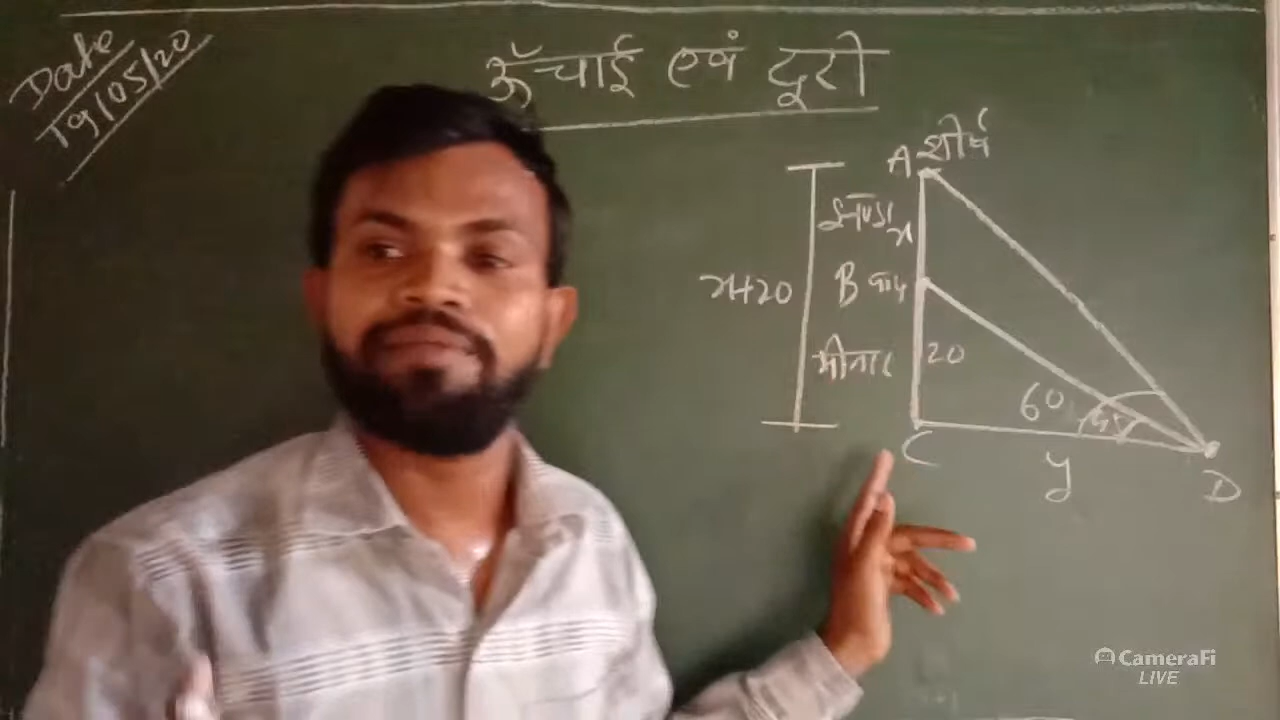 Date
19/05/20
ऊँचाई एवं दूरी
A शीर्ष
झण्डा
x
x+20
B पाद
मीनार
20
60
45
C
y
D
CameraFi
LIVE